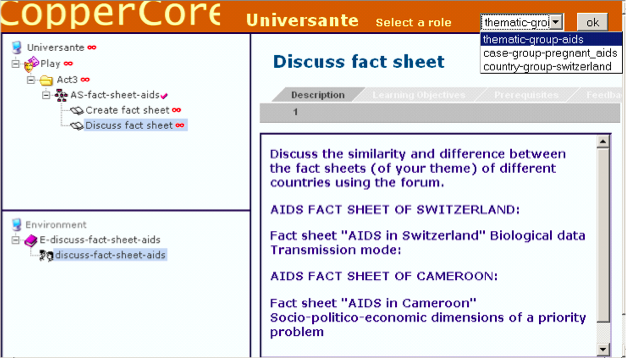 CopperCore
Universante Select a role thematic-groi ok
thematic-group-aids
case-group-pregnant_aids
country-group-switzerland
Universante
Play
Act3
AS-fact-sheet-aids
Create fact sheet
Discuss fact sheet
Environment
E-discuss-fact-sheet-aids
discuss-fact-sheet-aids
Discuss fact sheet
Description Learning Objectives Prerequisites Feedba
1
Discuss the similarity and difference between
the fact sheets (of your theme) of different
countries using the forum.
AIDS FACT SHEET OF SWITZERLAND:
Fact sheet "AIDS in Switzerland" Biological data
Transmission mode:
AIDS FACT SHEET OF CAMEROON:
Fact sheet "AIDS in Cameroon"
Socio-politico-economic dimensions of a priority
problem